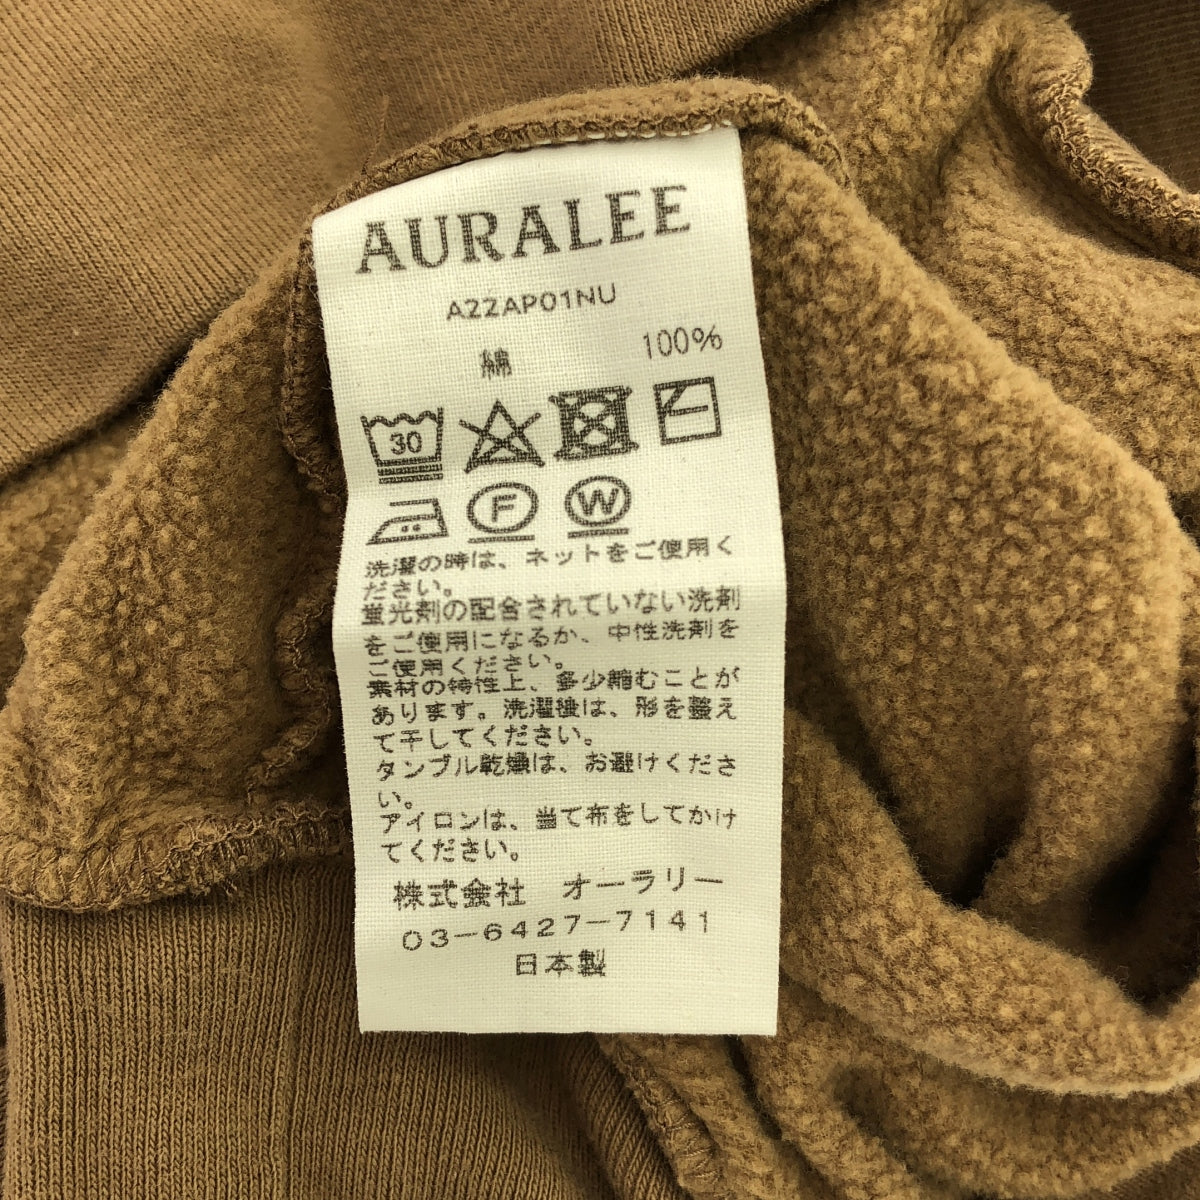 AURALEE
A22AP01NU
綿 100%
30
F W
洗濯の時は、ネットをご使用く
ださい。
蛍光剤の配合されていない洗剤
をご使用になるか、中性洗剤を
ご使用ください。
素材の特性上、多少縮むことが
あります。洗濯後は、形を整え
て干してください。
タンブル乾燥は、お避けくださ
い。
アイロンは、当て布をしてかけ
てください。
株式会社 オーラリー
03-6427-7141
日本製